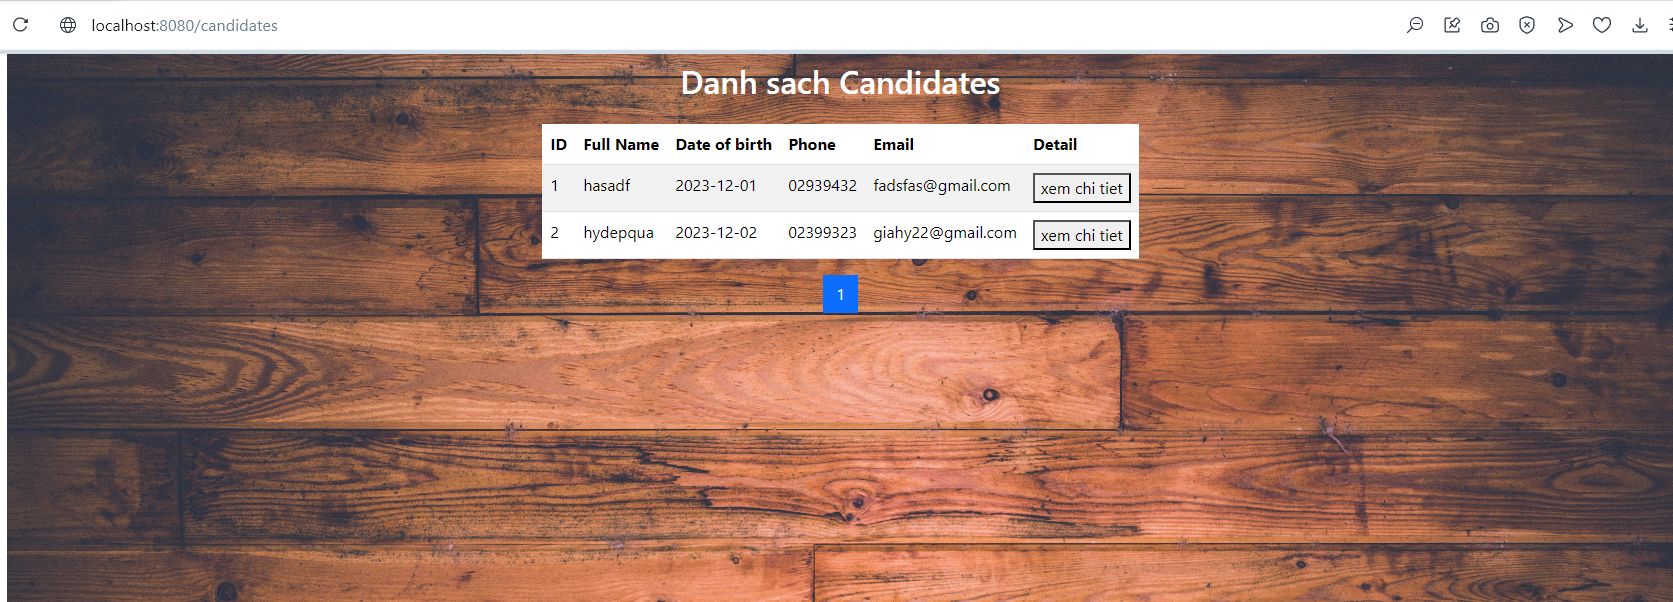 localhost:8080/candidates
Danh sach Candidates
ID Full Name Date of birth Phone Email Detail
1 hasadf 2023-12-01 02939432 fadsfas@gmail.com xem chi tiet
2 hydepqua 2023-12-02 02399323 giahy22@gmail.com xem chi tiet
1